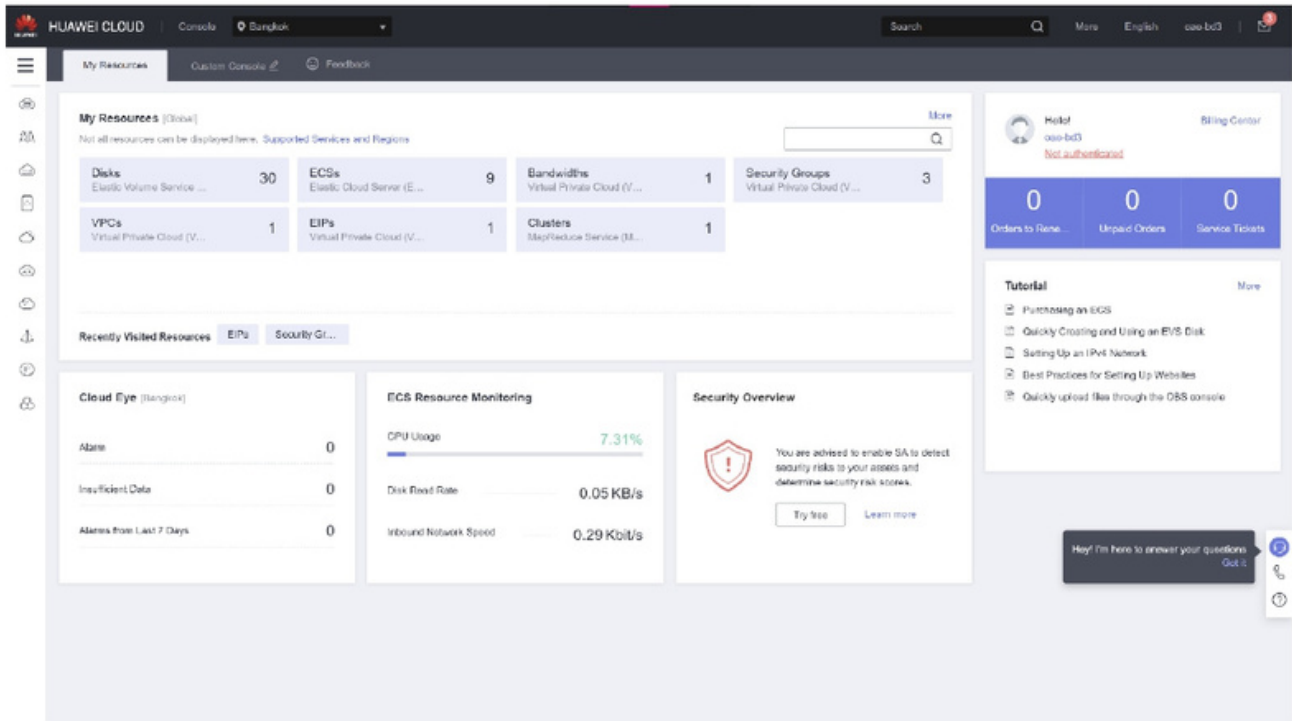 HUAWEI
HUAWEI CLOUD
Console
Bangkok
Search
More
English
oao-bd3
3
My Resources
Custom Console
Feedback
My Resources [Global]
More
Not all resources can be displayed here. Supported Services and Regions
Disks
Elastic Volume Service ...
30
ECSs
Elastic Cloud Server (E...
9
Bandwidths
Virtual Private Cloud (V...
1
Security Groups
Virtual Private Cloud (V...
3
VPCs
Virtual Private Cloud (V...
1
EIPs
Virtual Private Cloud (V...
1
Clusters
MapReduce Service (M...
1
Recently Visited Resources
EIPs
Security Gr...
Cloud Eye [Bangkok]
Alarm
0
Insufficient Data
0
Alarms from Last 7 Days
0
ECS Resource Monitoring
CPU Usage
7.31%
Disk Read Rate
0.05 KB/s
Inbound Network Speed
0.29 Kbit/s
Security Overview
You are advised to enable SA to detect
security risks to your assets and
determine security risk scores.
Try free
Learn more
Hello!
Billing Center
oao-bd3
Not authenticated
0
Orders to Rene...
0
Unpaid Orders
0
Service Tickets
Tutorial
More
Purchasing an ECS
Quickly Creating and Using an EVS Disk
Setting Up an IPv4 Network
Best Practices for Setting Up Websites
Quickly upload files through the OBS console
Hey! I'm here to answer your questions
Got it